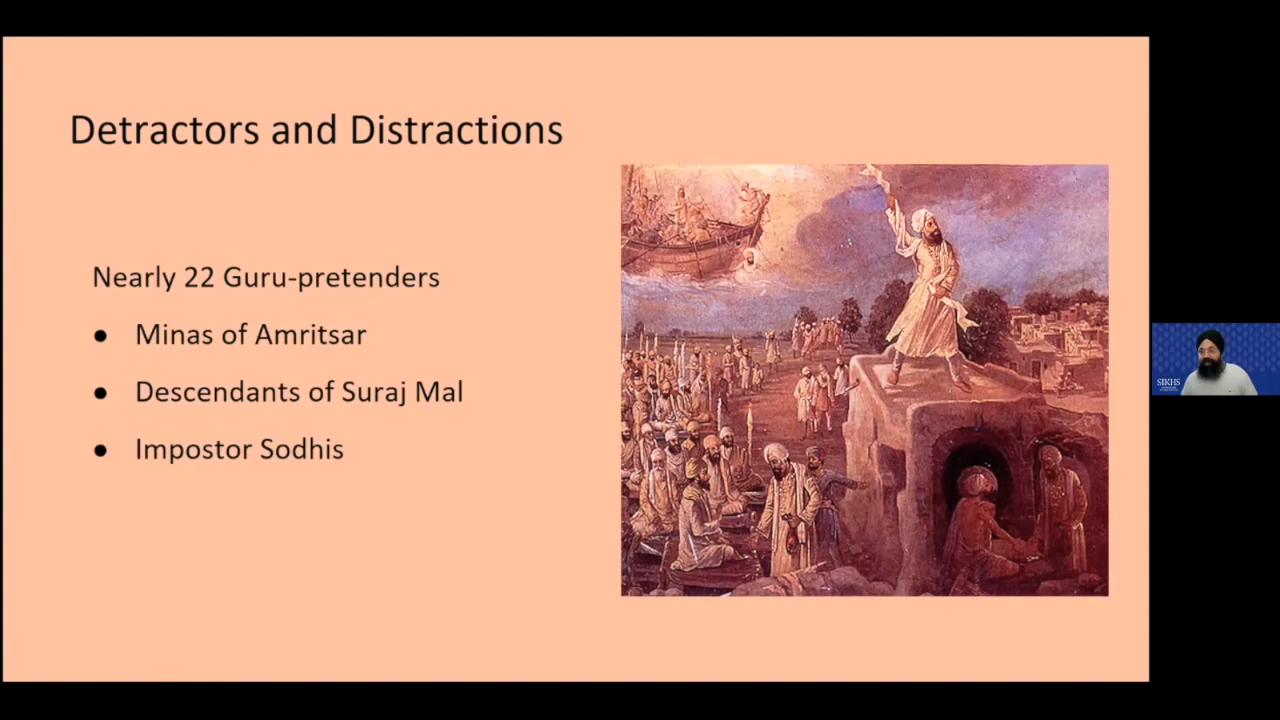 Detractors and Distractions
Nearly 22 Guru-pretenders
● Minas of Amritsar
● Descendants of Suraj Mal
● Impostor Sodhis
SIKHS